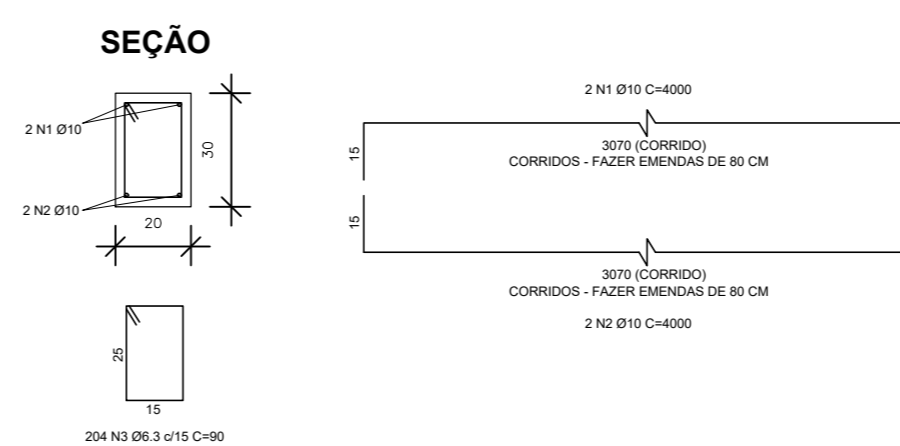 SEÇÃO
2 N1 Ø10
30
2 N2 Ø10
20
25
15
204 N3 Ø6.3 c/15 C=90
2 N1 Ø10 C=4000
15
3070 (CORRIDO)
CORRIDOS - FAZER EMENDAS DE 80 CM
15
3070 (CORRIDO)
CORRIDOS - FAZER EMENDAS DE 80 CM
2 N2 Ø10 C=4000